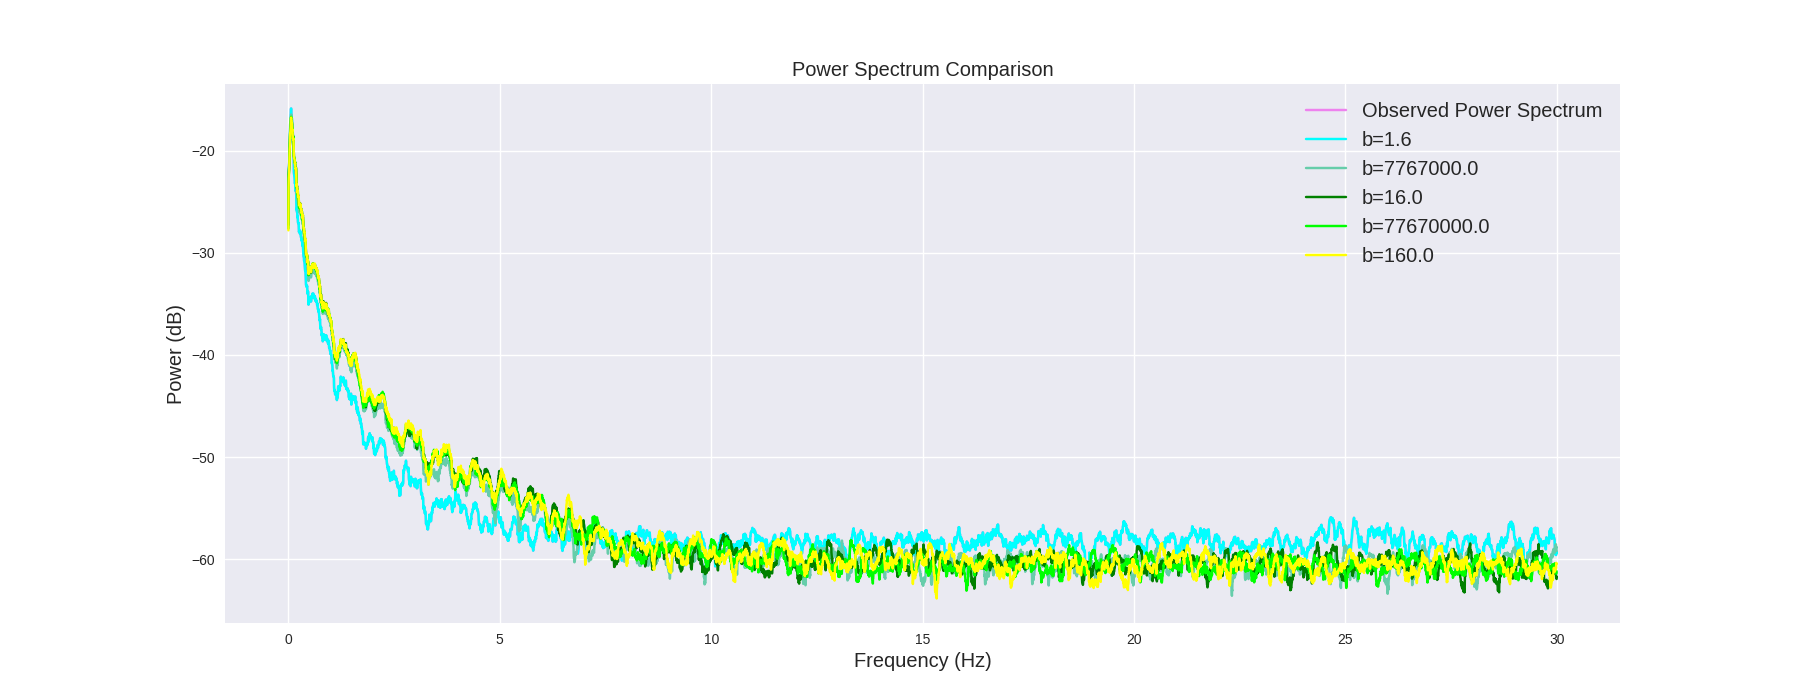 Power Spectrum Comparison
Observed Power Spectrum
b=1.6
b=7767000.0
b=16.0
b=77670000.0
b=160.0
Power (dB)
−20
−30
−40
−50
−60
0 5 10 15 20 25 30
Frequency (Hz)